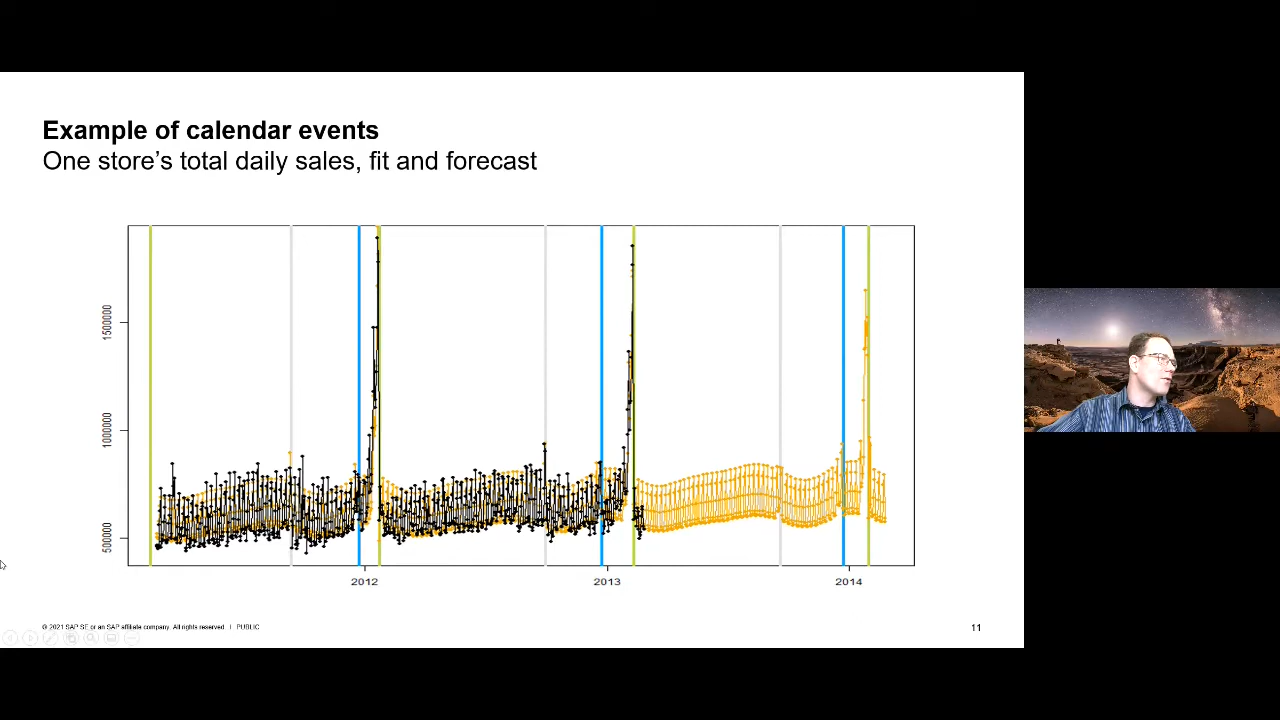 Example of calendar events
One store's total daily sales, fit and forecast
1500000
1000000
500000
2012
2013
2014
© 2021 SAP SE or an SAP affiliate company. All rights reserved. I PUBLIC
11